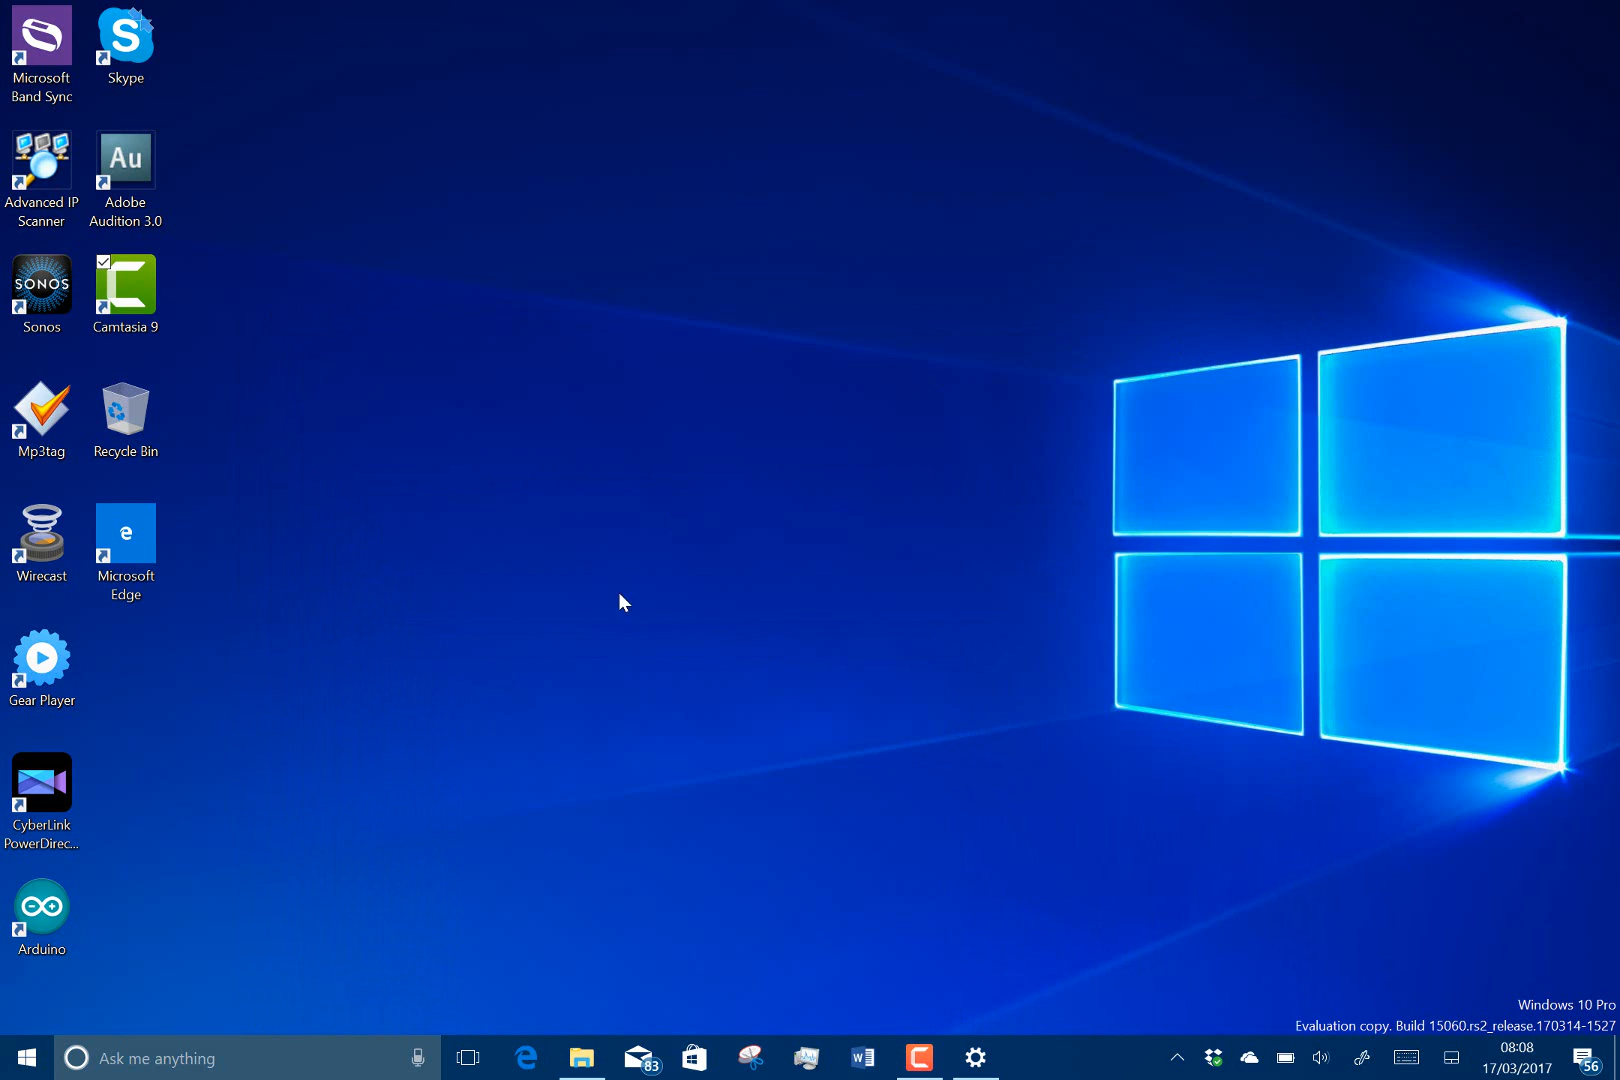 Microsoft
Band Sync
S
Skype
Advanced IP
Scanner
Au
Adobe
Audition 3.0
SONOS
Sonos
C
Camtasia 9
Mp3tag
Recycle Bin
Wirecast
e
Microsoft
Edge
Gear Player
CyberLink
PowerDirec...
Arduino
Windows 10 Pro
Evaluation copy. Build 15060.rs2_release.170314-1527
Ask me anything
e
83
W
C
08:08
17/03/2017
56